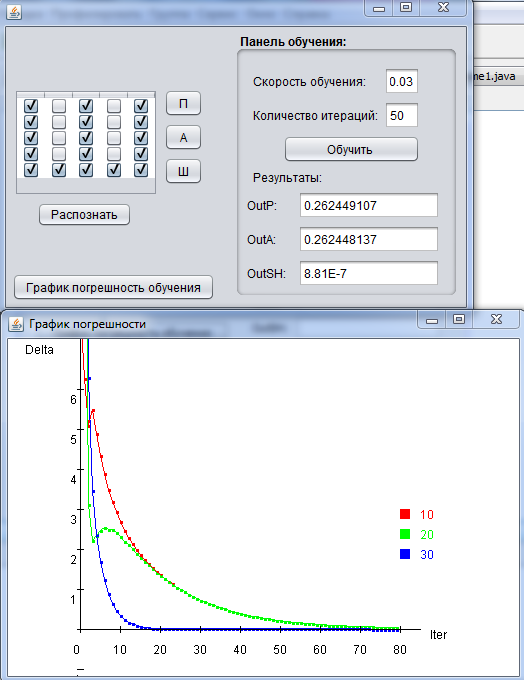 me1.java
Панель обучения:
Скорость обучения: 0.03
П
Количество итераций: 50
А
Обучить
Ш
Результаты:
OutP: 0.262449107
Распознать
OutA: 0.262448137
OutSH: 8.81E-7
График погрешность обучения
График погрешности
Delta
6
5
4
3
2
1
10
20
30
0 10 20 30 40 50 60 70 80
Iter